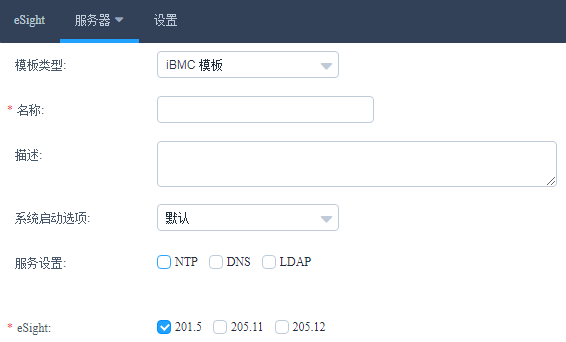 eSight 服务器 设置
模板类型: iBMC 模板
* 名称:
描述:
系统启动选项: 默认
服务设置: NTP DNS LDAP
* eSight: 201.5 205.11 205.12